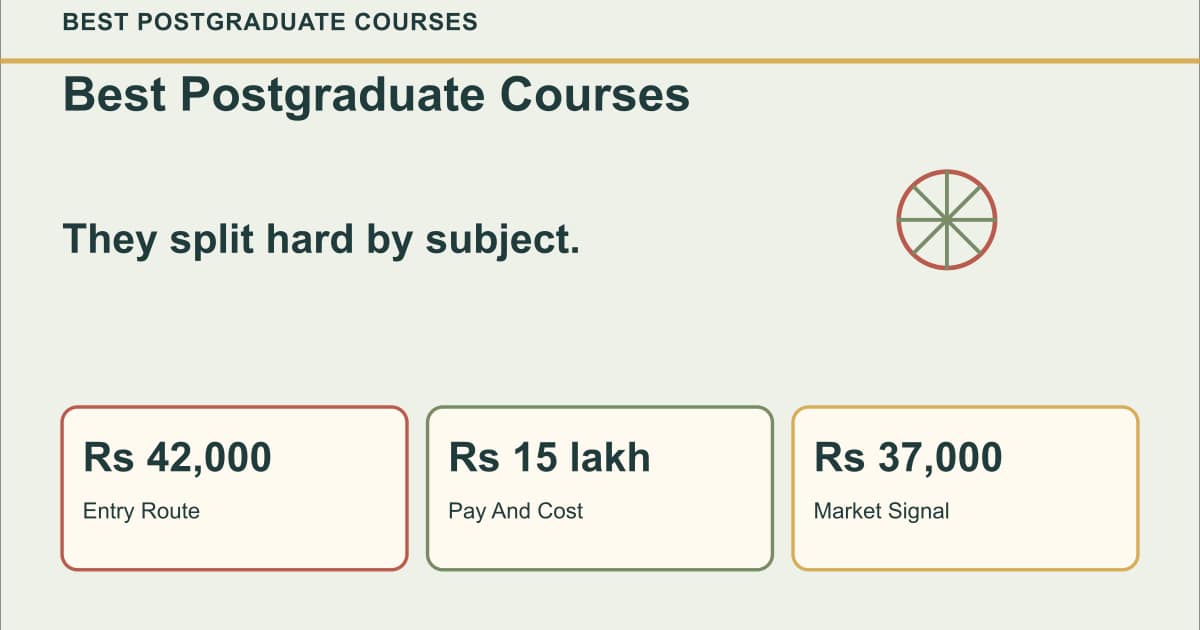 BEST POSTGRADUATE COURSES
Best Postgraduate Courses
They split hard by subject.
Rs 42,000
Entry Route
Rs 15 lakh
Pay And Cost
Rs 37,000
Market Signal